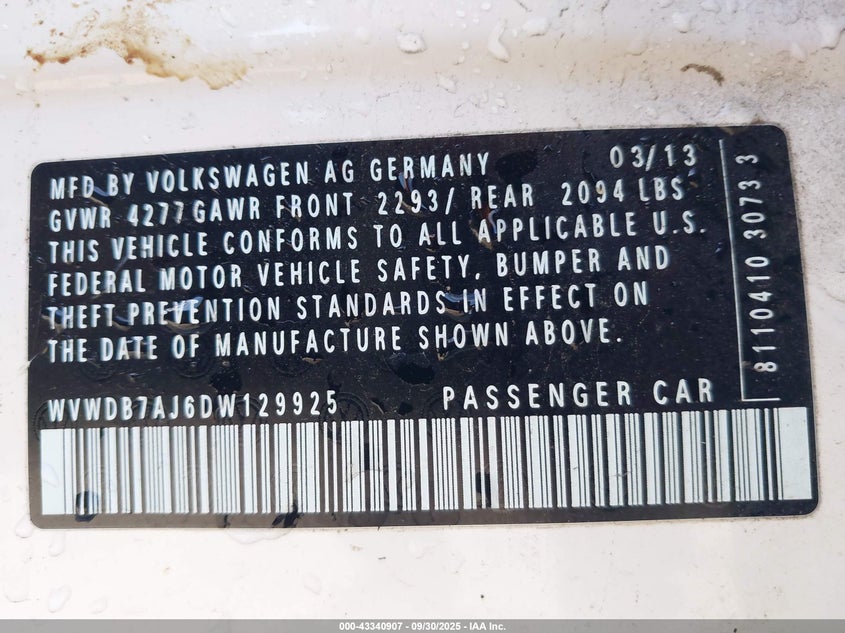 MFD BY VOLKSWAGEN AG GERMANY 03/13
GVWR 4277 GAWR FRONT 2293/ REAR 2094 LBS
THIS VEHICLE CONFORMS TO ALL APPLICABLE U.S.
FEDERAL MOTOR VEHICLE SAFETY, BUMPER AND
THEFT PREVENTION STANDARDS IN EFFECT ON
THE DATE OF MANUFACTURE SHOWN ABOVE.
WVWDB7AJ6DW129925 PASSENGER CAR
8110410 3073 3
000-43340907 - 09/30/2025 - IAA Inc.